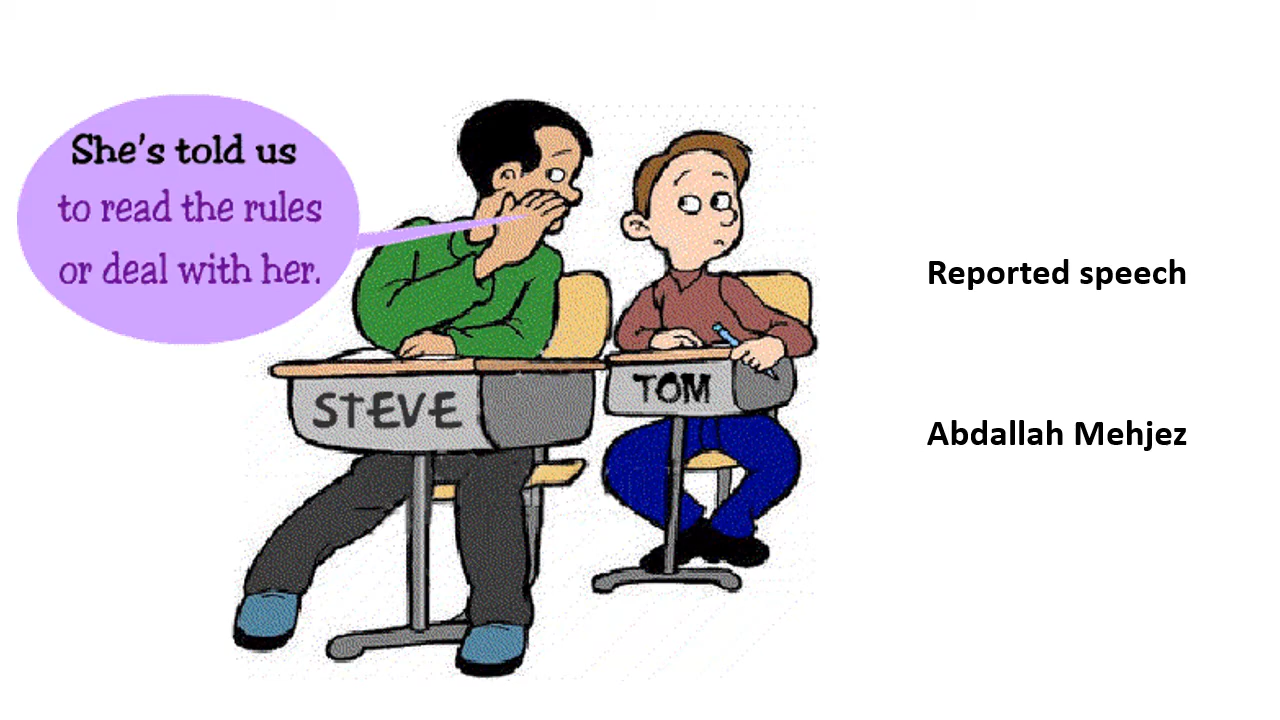 She's told us
to read the rules
or deal with her.
STEVE
TOM
Reported speech
Abdallah Mehjez